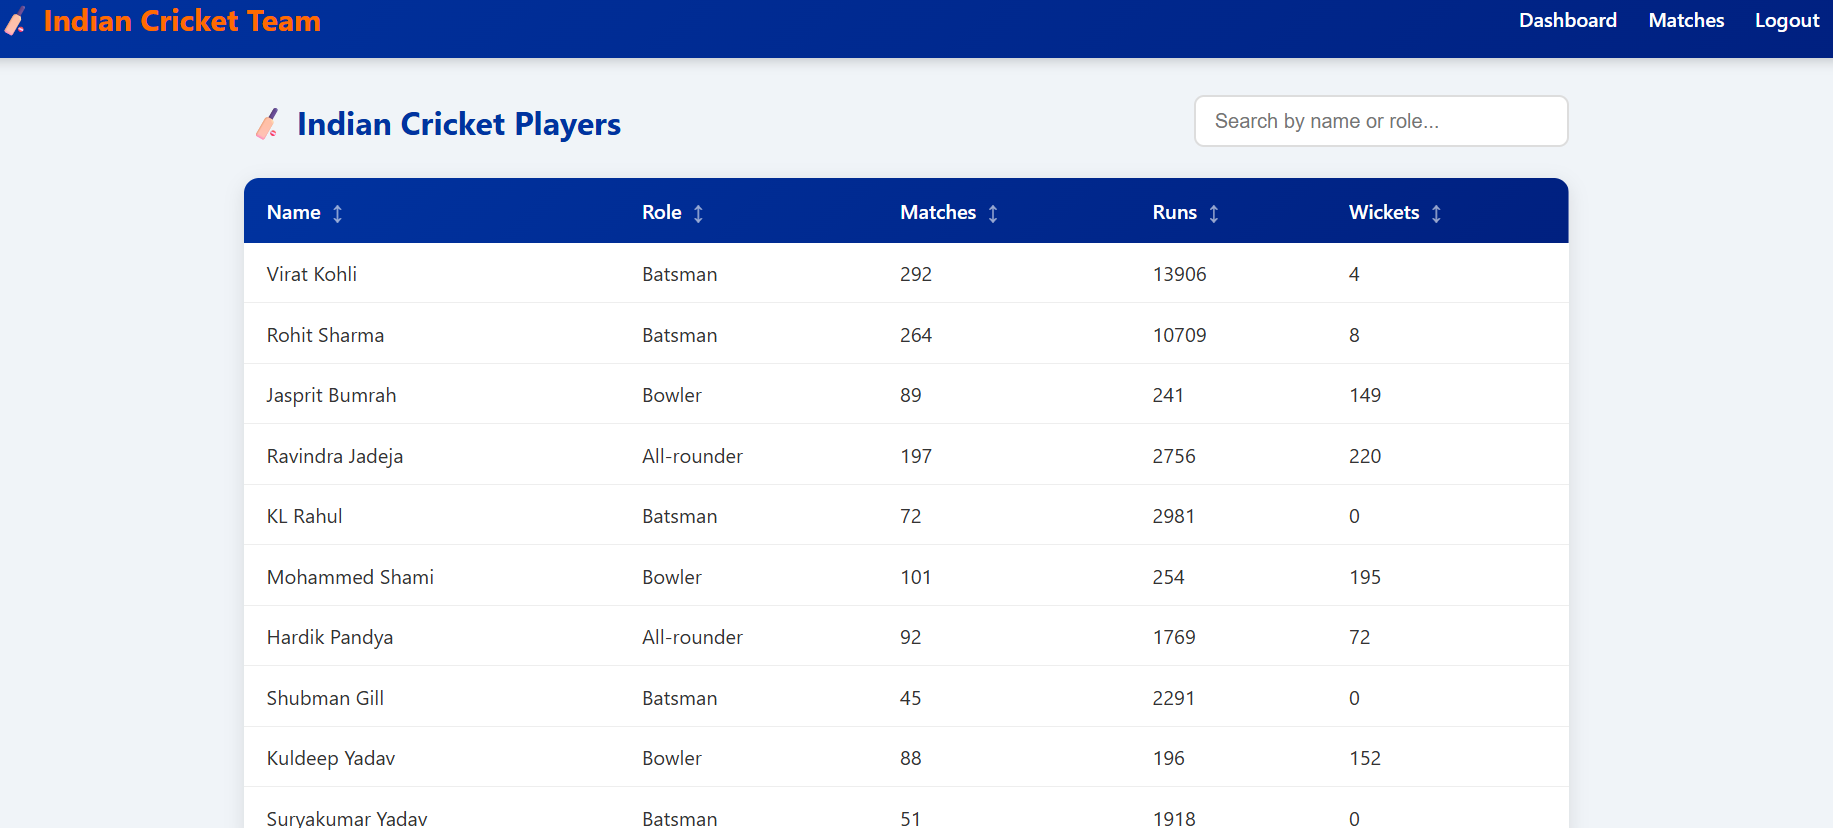 Indian Cricket Team Dashboard Matches Logout
Indian Cricket Players Search by name or role...
Name ↕ Role ↕ Matches ↕ Runs ↕ Wickets ↕
Virat Kohli Batsman 292 13906 4
Rohit Sharma Batsman 264 10709 8
Jasprit Bumrah Bowler 89 241 149
Ravindra Jadeja All-rounder 197 2756 220
KL Rahul Batsman 72 2981 0
Mohammed Shami Bowler 101 254 195
Hardik Pandya All-rounder 92 1769 72
Shubman Gill Batsman 45 2291 0
Kuldeep Yadav Bowler 88 196 152
Suryakumar Yadav Batsman 51 1918 0